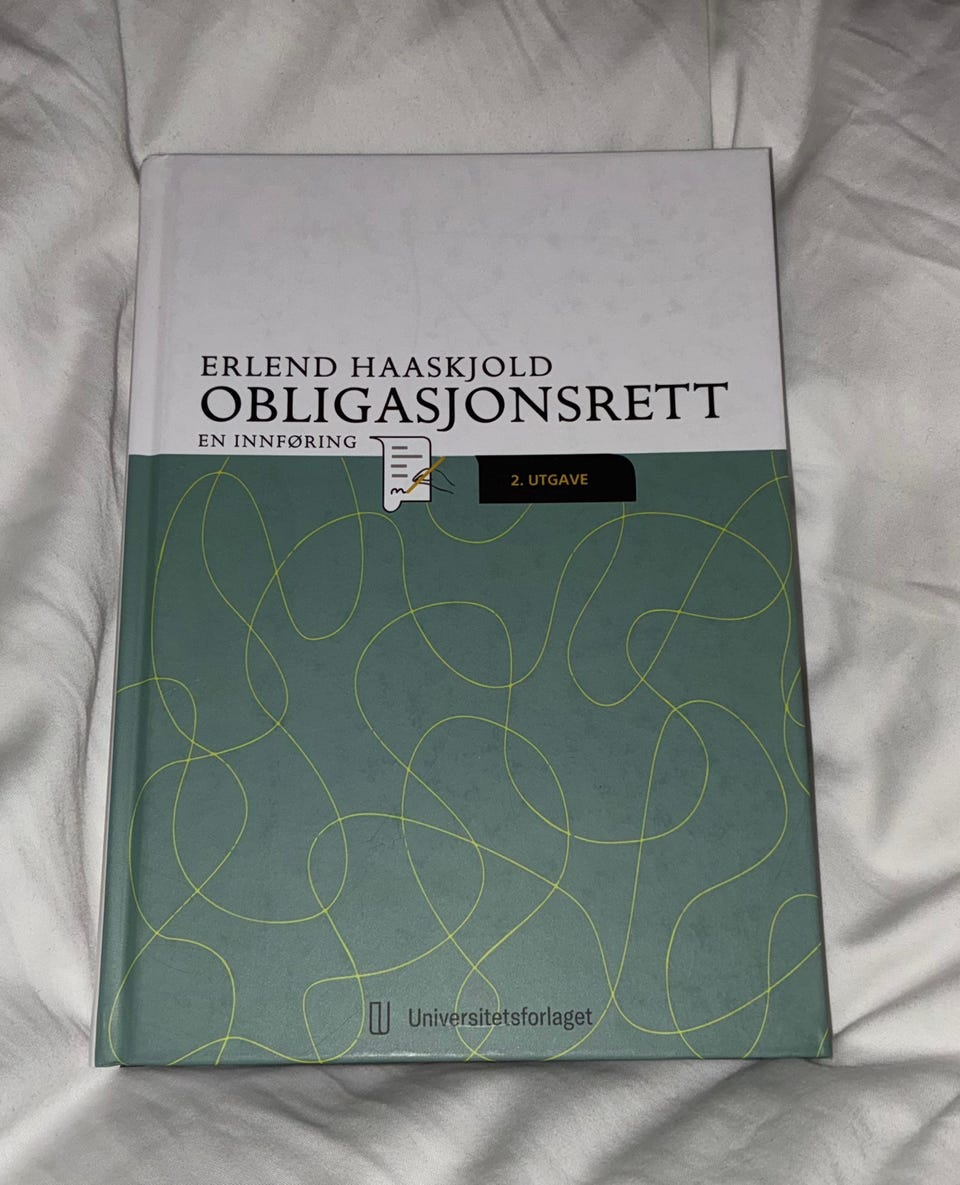 ERLEND HAASKJOLD
OBLIGASJONSRETT
EN INNFØRING
2. UTGAVE
Universitetsforlaget